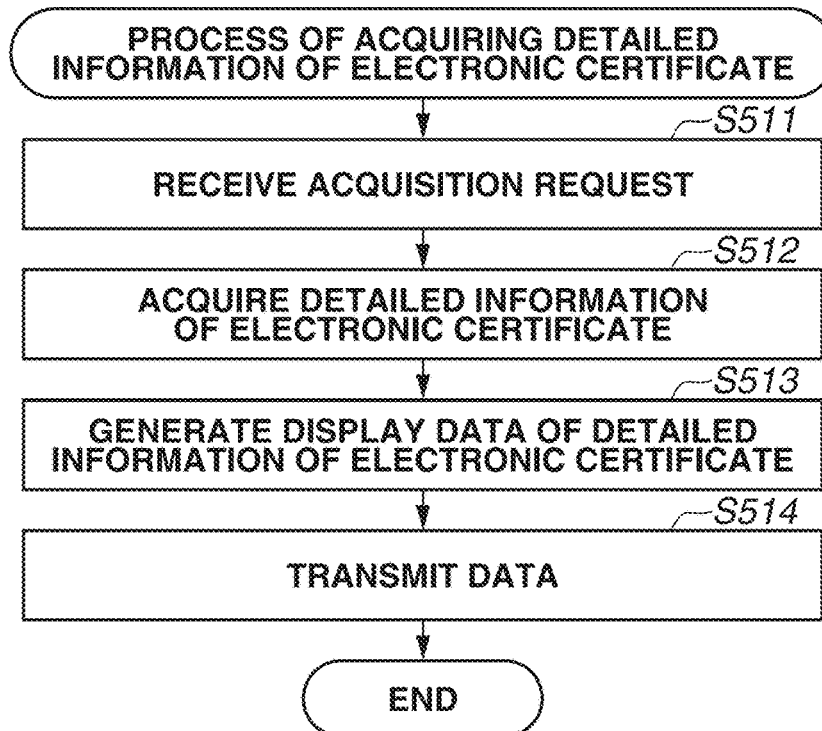 PROCESS OF ACQUIRING DETAILED
INFORMATION OF ELECTRONIC CERTIFICATE
S511
RECEIVE ACQUISITION REQUEST
S512
ACQUIRE DETAILED INFORMATION
OF ELECTRONIC CERTIFICATE
S513
GENERATE DISPLAY DATA OF DETAILED
INFORMATION OF ELECTRONIC CERTIFICATE
S514
TRANSMIT DATA
END